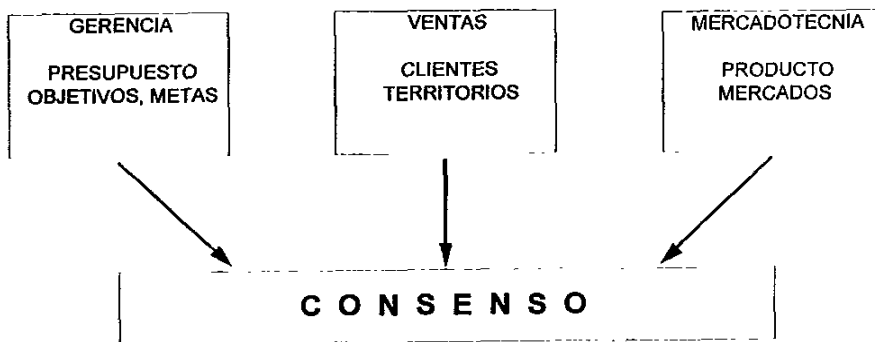 GERENCIA
PRESUPUESTO
OBJETIVOS, METAS
VENTAS
CLIENTES
TERRITORIOS
MERCADOTECNIA
PRODUCTO
MERCADOS
C O N S E N S O